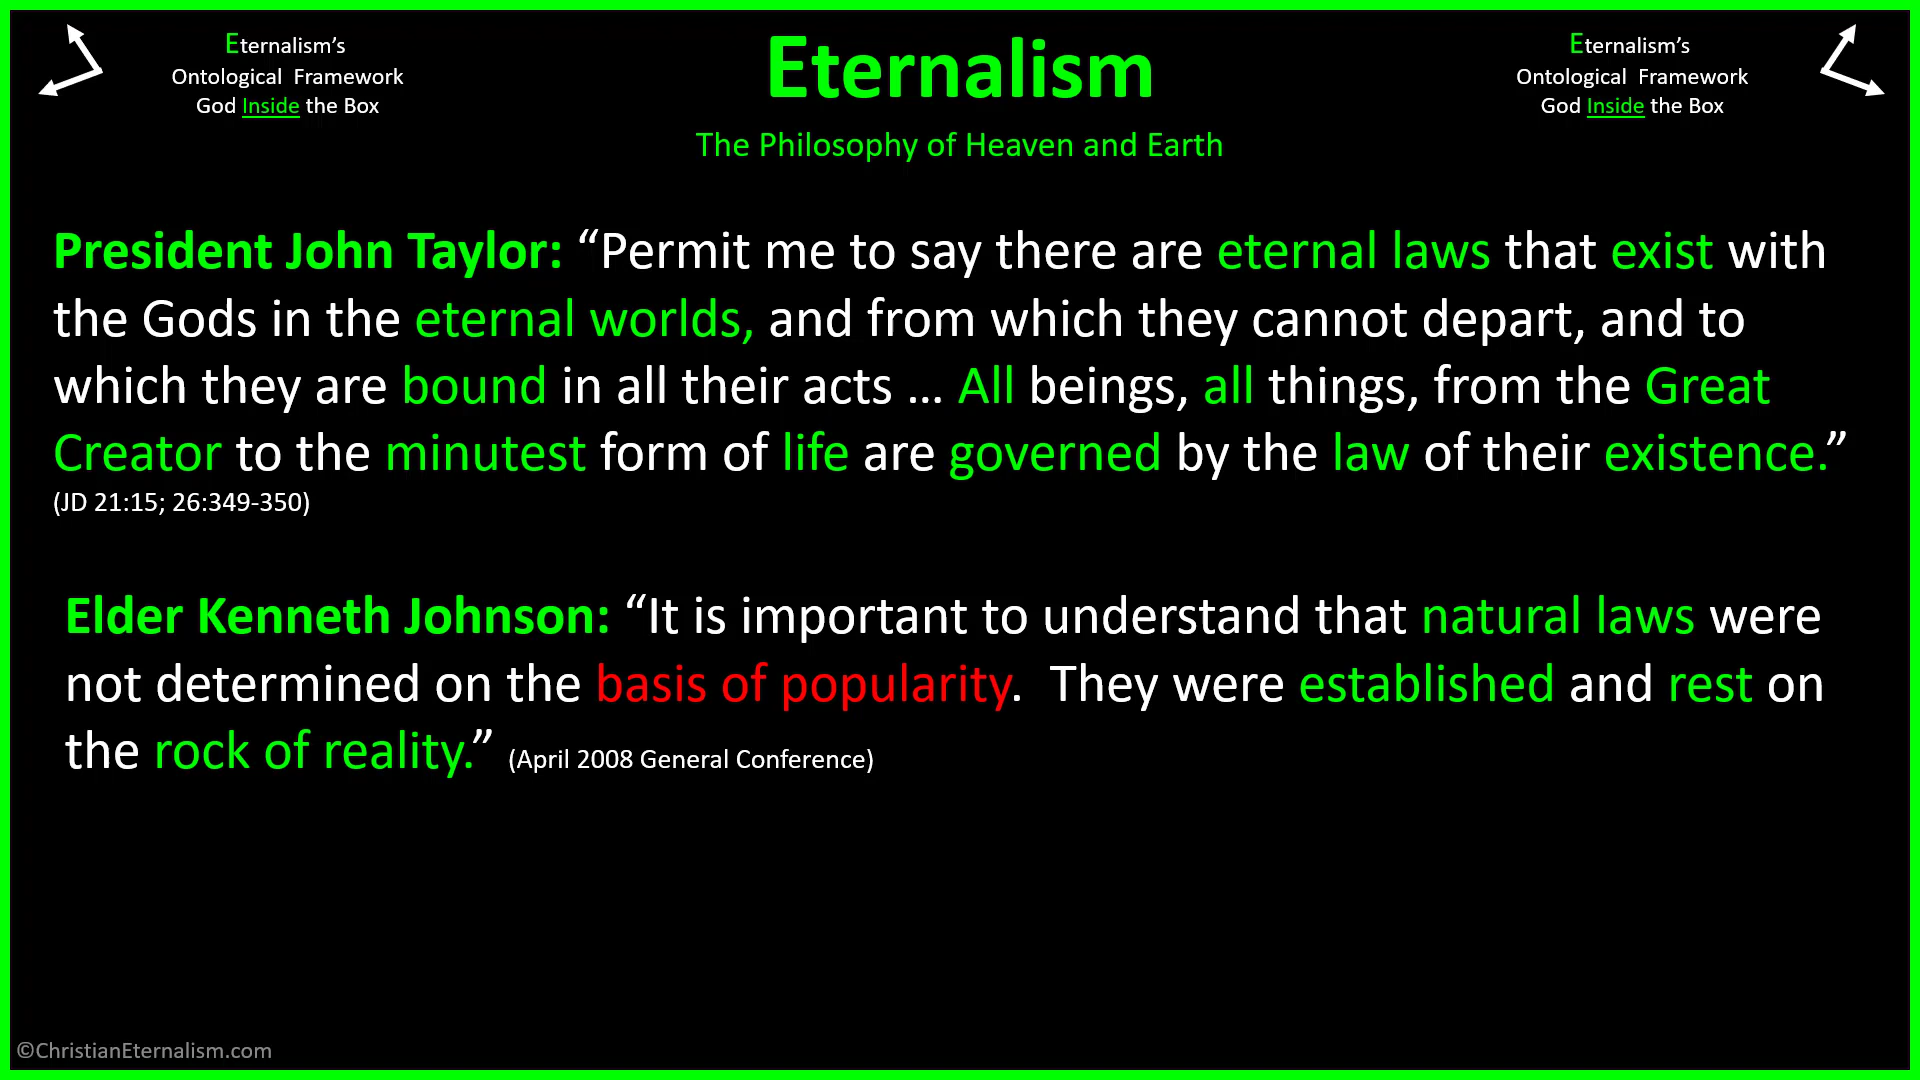 Eternalism's
Ontological  Framework
God Inside the Box
Eternalism
The Philosophy of Heaven and Earth
Eternalism's
Ontological  Framework
God Inside the Box
President John Taylor: “Permit me to say there are eternal laws that exist with
the Gods in the eternal worlds, and from which they cannot depart, and to
which they are bound in all their acts … All beings, all things, from the Great
Creator to the minutest form of life are governed by the law of their existence.”
(JD 21:15; 26:349-350)
Elder Kenneth Johnson: “It is important to understand that natural laws were
not determined on the basis of popularity.  They were established and rest on
the rock of reality.” (April 2008 General Conference)
©ChristianEternalism.com